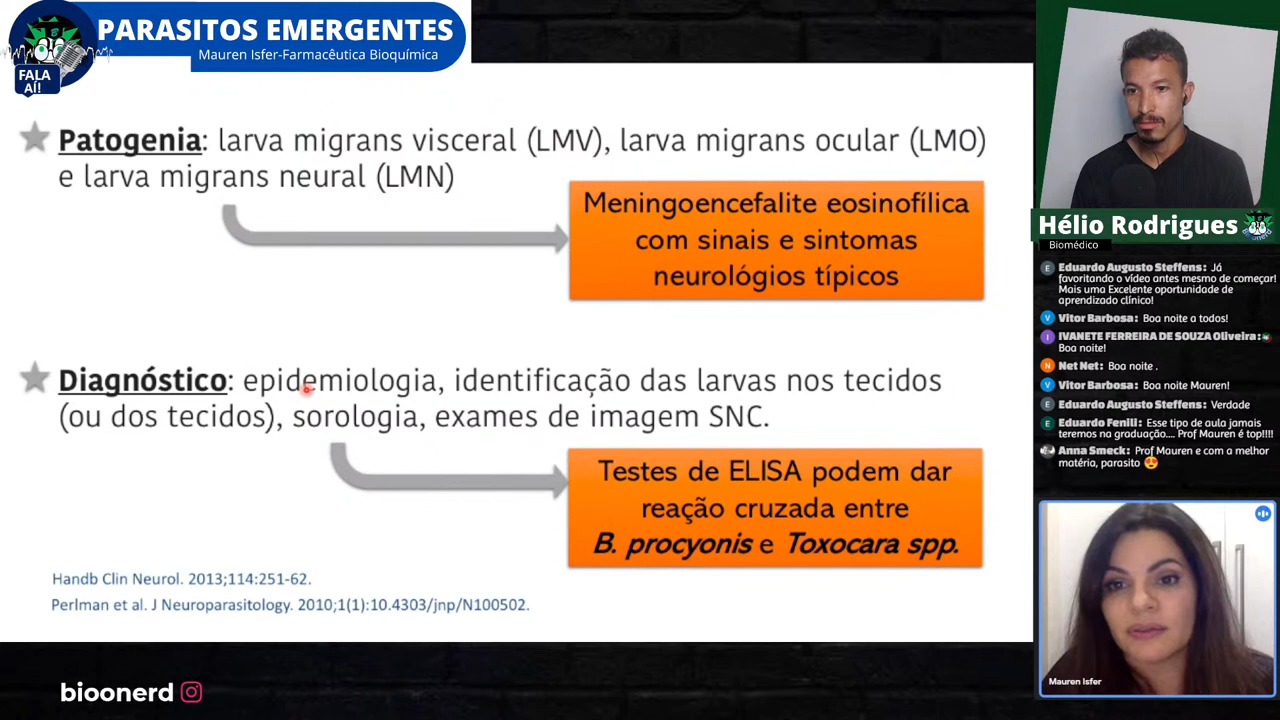 PARASITOS EMERGENTES
Mauren Isfer-Farmacêutica Bioquímica
FALA
AÍ!
Patogenia: larva migrans visceral (LMV), larva migrans ocular (LMO)
e larva migrans neural (LMN)
Meningoencefalite eosinofílica
com sinais e sintomas
neurológios típicos
Diagnóstico: epidemiologia, identificação das larvas nos tecidos
(ou dos tecidos), sorologia, exames de imagem SNC.
Testes de ELISA podem dar
reação cruzada entre
B. procyonis e Toxocara spp.
Handb Clin Neurol. 2013;114:251-62.
Perlman et al. J Neuroparasitology. 2010;1(1):10.4303/jnp/N100502.
bioonerd
Hélio Rodrigues
Biomédico
E Eduardo Augusto Steffens: Já
favoritando o vídeo antes mesmo de começar!
Mais uma Excelente oportunidade de
aprendizado clínico!
V Vitor Barbosa: Boa noite a todos!
I IVANETE FERREIRA DE SOUZA Oliveira:
Boa noite!
N Net Net: Boa noite .
V Vitor Barbosa: Boa noite Mauren!
E Eduardo Augusto Steffens: Verdade
E Eduardo Fenili: Esse tipo de aula jamais
teremos na graduação.... Prof Mauren é top!!!!
Anna Smeck: Prof Mauren e com a melhor
matéria, parasito 😍
Mauren Isfer